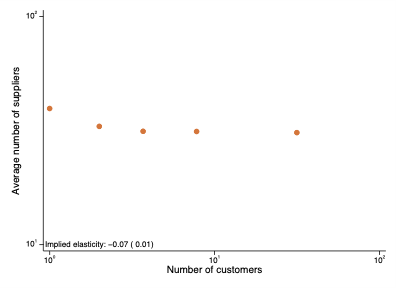 10²
Average number of suppliers
10¹
Implied elasticity: −0.07 ( 0.01)
10⁰
10¹
10²
Number of customers